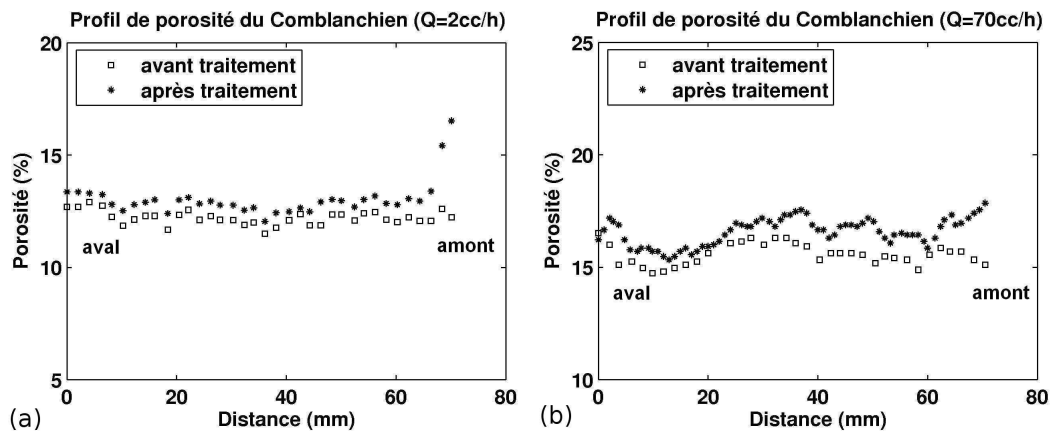 Profil de porosité du Comblanchien (Q=2cc/h)
20
15
10
5
Porosité (%)
avant traitement
après traitement
aval
amont
0
20
40
60
80
Distance (mm)
(a)
Profil de porosité du Comblanchien (Q=70cc/h)
25
20
15
10
Porosité (%)
avant traitement
après traitement
aval
amont
0
20
40
60
80
Distance (mm)
(b)